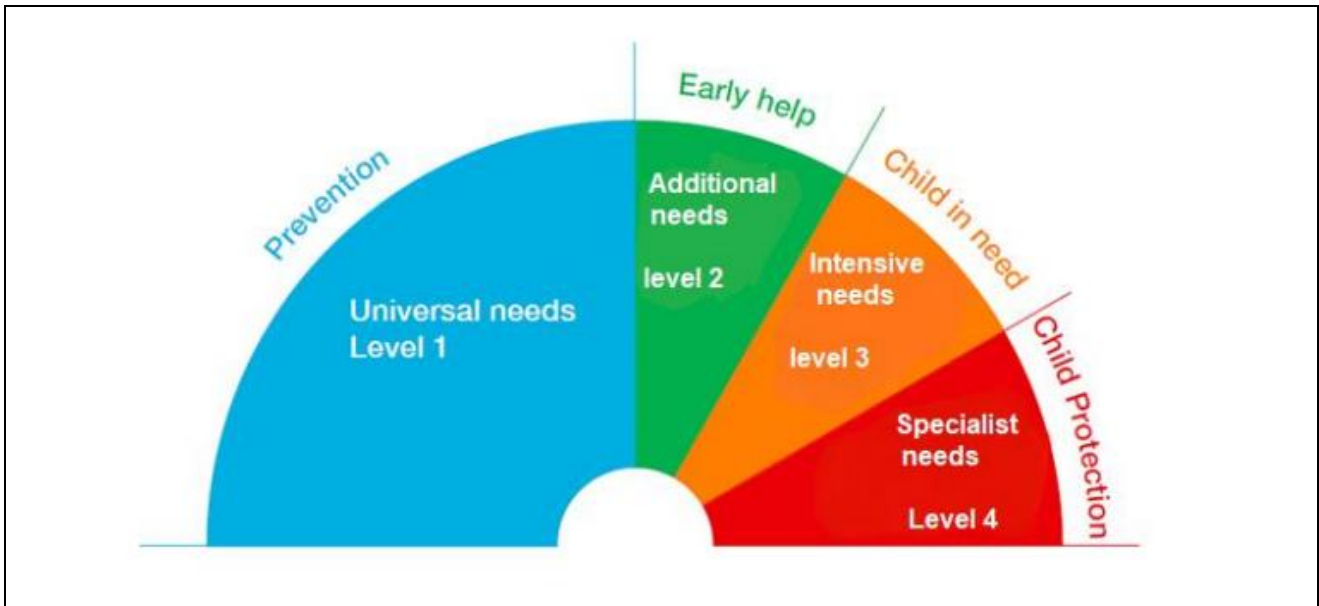 Prevention
Universal needs
Level 1
Early help
Additional
needs
level 2
Child in need
Intensive
needs
level 3
Child Protection
Specialist
needs
Level 4